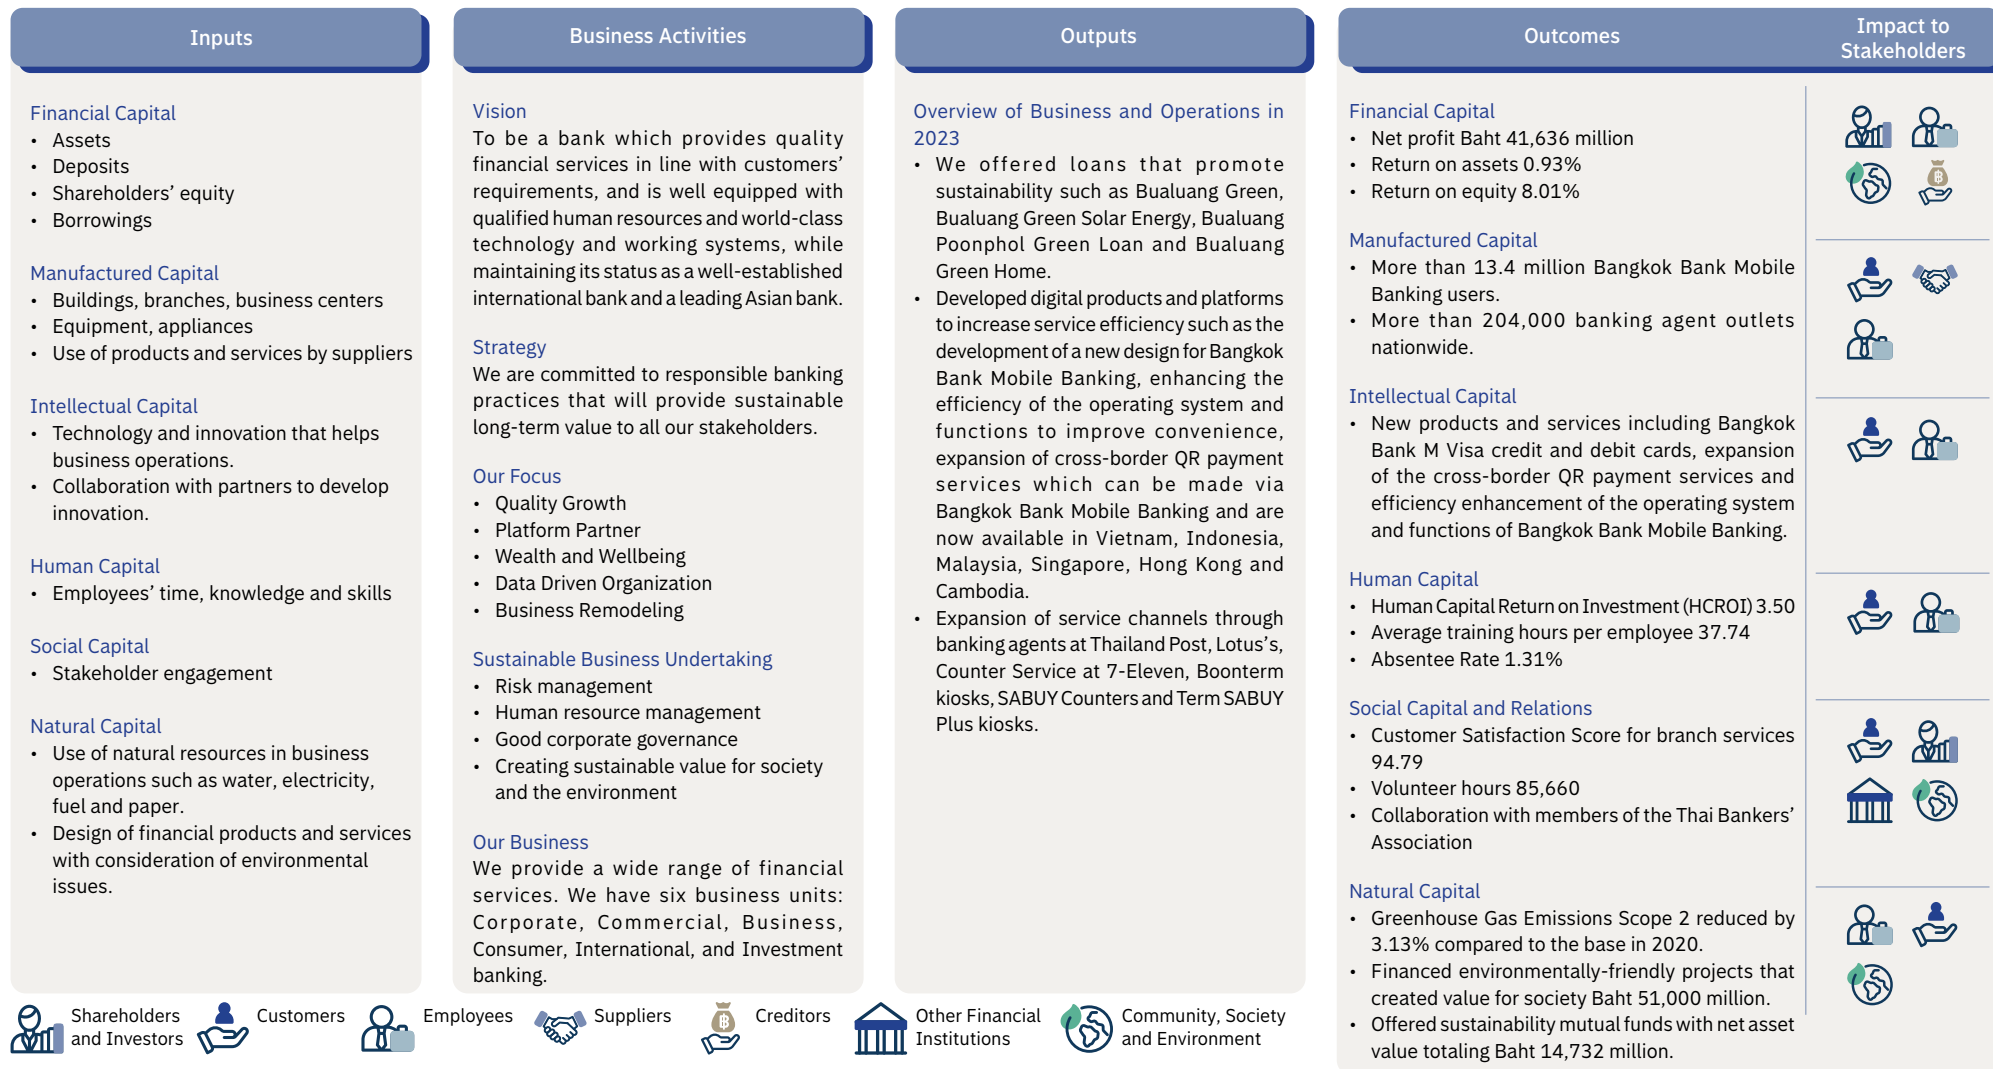 Inputs
Financial Capital
• Assets
• Deposits
• Shareholders’ equity
• Borrowings
Manufactured Capital
• Buildings, branches, business centers
• Equipment, appliances
• Use of products and services by suppliers
Intellectual Capital
• Technology and innovation that helps
business operations.
• Collaboration with partners to develop
innovation.
Human Capital
• Employees’ time, knowledge and skills
Social Capital
• Stakeholder engagement
Natural Capital
• Use of natural resources in business
operations such as water, electricity,
fuel and paper.
• Design of financial products and services
with consideration of environmental
issues.
Business Activities
Vision
To be a bank which provides quality
financial services in line with customers’
requirements, and is well equipped with
qualified human resources and world-class
technology and working systems, while
maintaining its status as a well-established
international bank and a leading Asian bank.
Strategy
We are committed to responsible banking
practices that will provide sustainable
long-term value to all our stakeholders.
Our Focus
• Quality Growth
• Platform Partner
• Wealth and Wellbeing
• Data Driven Organization
• Business Remodeling
Sustainable Business Undertaking
• Risk management
• Human resource management
• Good corporate governance
• Creating sustainable value for society
and the environment
Our Business
We provide a wide range of financial
services. We have six business units:
Corporate, Commercial, Business,
Consumer, International, and Investment
banking.
Outputs
Overview of Business and Operations in
2023
• We offered loans that promote
sustainability such as Bualuang Green,
Bualuang Green Solar Energy, Bualuang
Poonphol Green Loan and Bualuang
Green Home.
• Developed digital products and platforms
to increase service efficiency such as the
development of a new design for Bangkok
Bank Mobile Banking, enhancing the
efficiency of the operating system and
functions to improve convenience,
expansion of cross-border QR payment
services which can be made via
Bangkok Bank Mobile Banking and are
now available in Vietnam, Indonesia,
Malaysia, Singapore, Hong Kong and
Cambodia.
• Expansion of service channels through
banking agents at Thailand Post, Lotus’s,
Counter Service at 7-Eleven, Boonterm
kiosks, SABUY Counters and Term SABUY
Plus kiosks.
Outcomes
Impact to
Stakeholders
Financial Capital
• Net profit Baht 41,636 million
• Return on assets 0.93%
• Return on equity 8.01%
Manufactured Capital
• More than 13.4 million Bangkok Bank Mobile
Banking users.
• More than 204,000 banking agent outlets
nationwide.
Intellectual Capital
• New products and services including Bangkok
Bank M Visa credit and debit cards, expansion
of the cross-border QR payment services and
efficiency enhancement of the operating system
and functions of Bangkok Bank Mobile Banking.
Human Capital
• Human Capital Return on Investment (HCROI) 3.50
• Average training hours per employee 37.74
• Absentee Rate 1.31%
Social Capital and Relations
• Customer Satisfaction Score for branch services
94.79
• Volunteer hours 85,660
• Collaboration with members of the Thai Bankers’
Association
Natural Capital
• Greenhouse Gas Emissions Scope 2 reduced by
3.13% compared to the base in 2020.
• Financed environmentally-friendly projects that
created value for society Baht 51,000 million.
• Offered sustainability mutual funds with net asset
value totaling Baht 14,732 million.
Shareholders
and Investors
Customers
Employees
Suppliers
Creditors
Other Financial
Institutions
Community, Society
and Environment